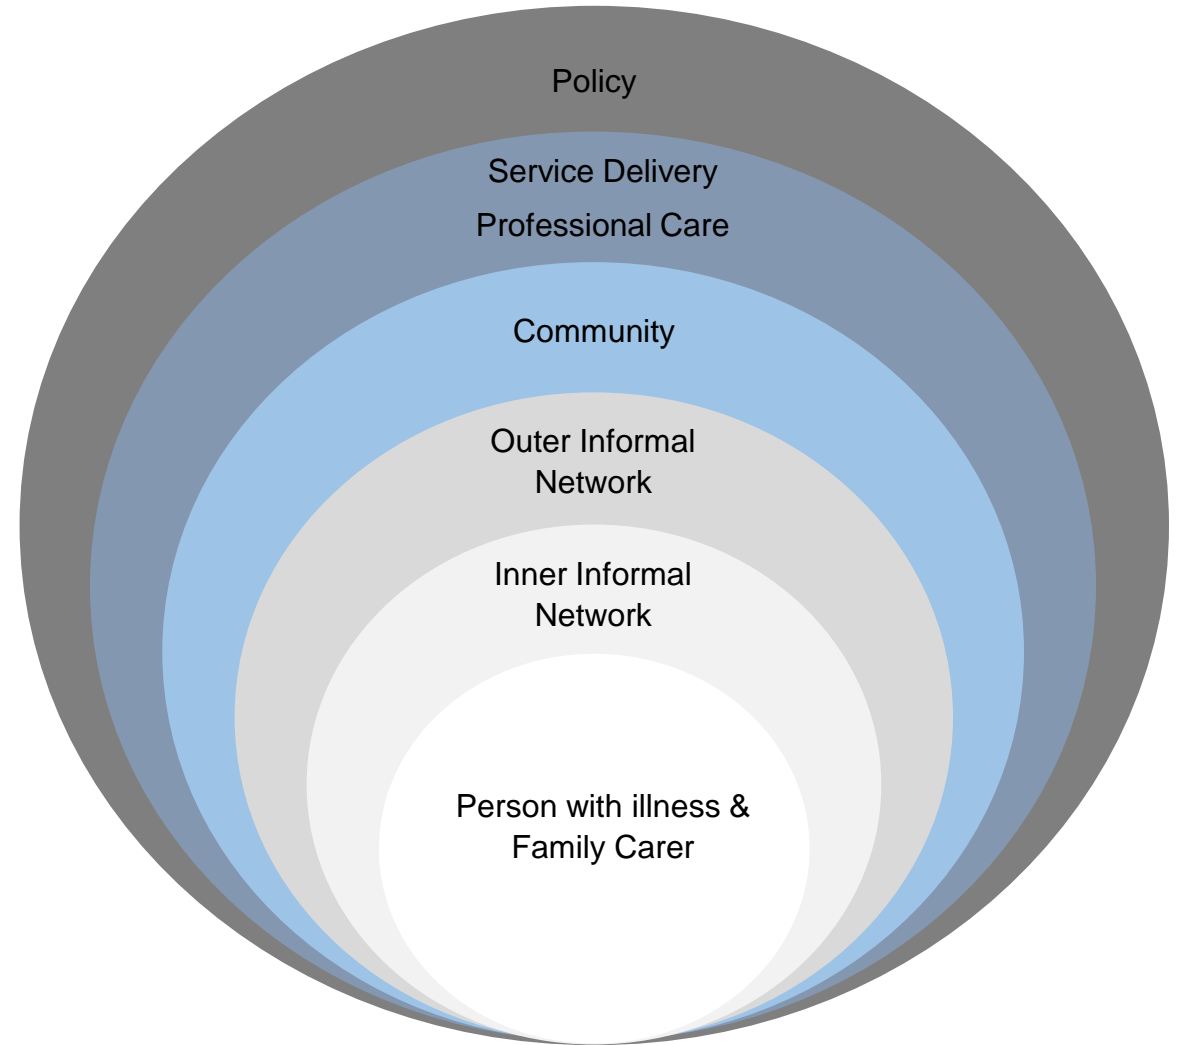 Policy
Service Delivery
Professional Care
Community
Outer Informal
Network
Inner Informal
Network
Person with illness &
Family Carer